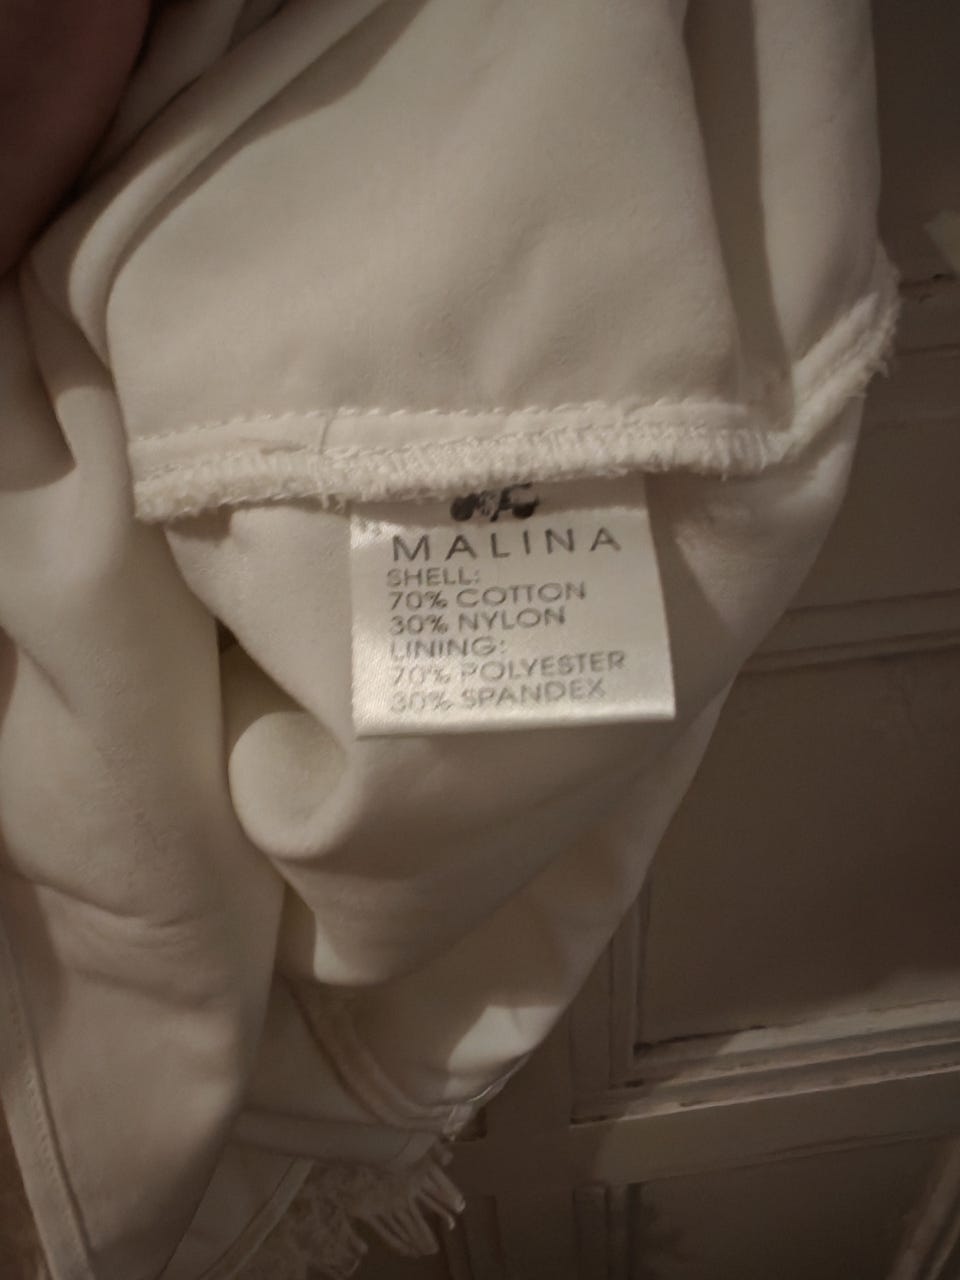 MALINA
SHELL:
70% COTTON
30% NYLON
LINING:
70% POLYESTER
30% SPANDEX